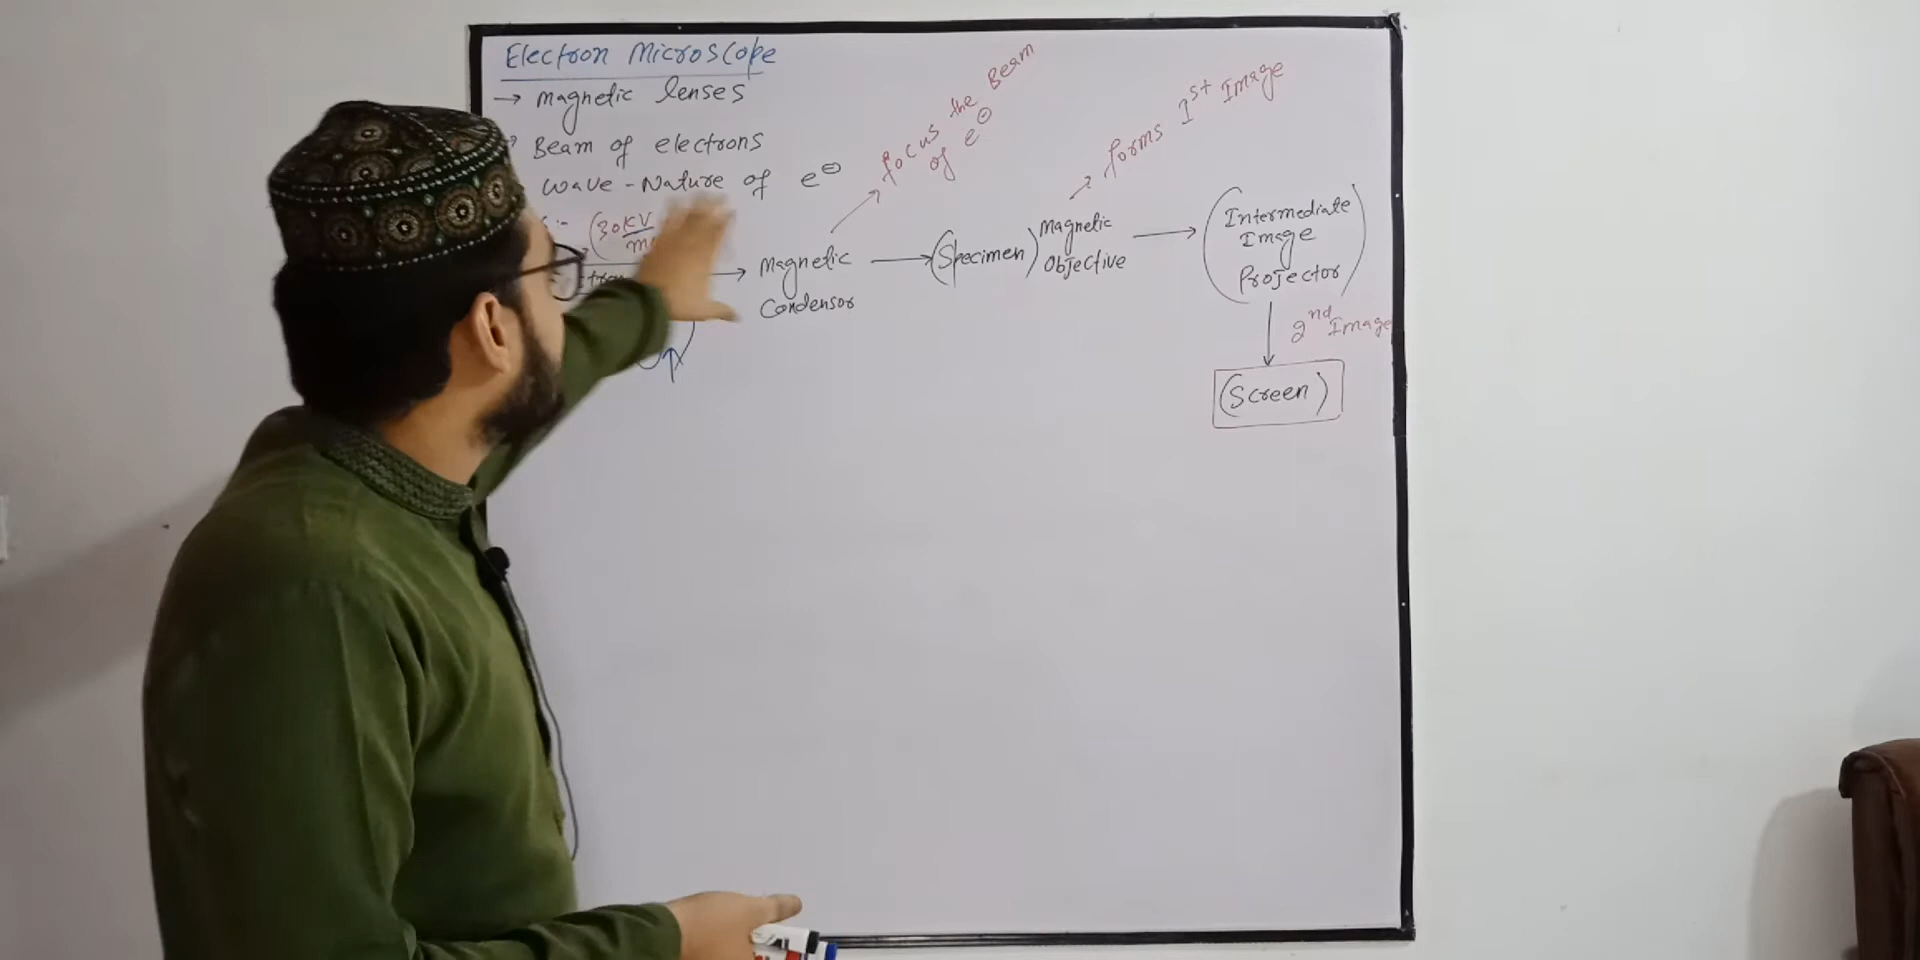 Electron Microscope
→ Magnetic lenses
Beam of electrons
wave-Nature of e⊖
(30KV
Magnetic
Condensor
focus the Beam
of e⊖
(Specimen)
Magnetic
Objective
forms 1st Image
(Intermediate
Image
Projector)
2nd Image
(Screen)